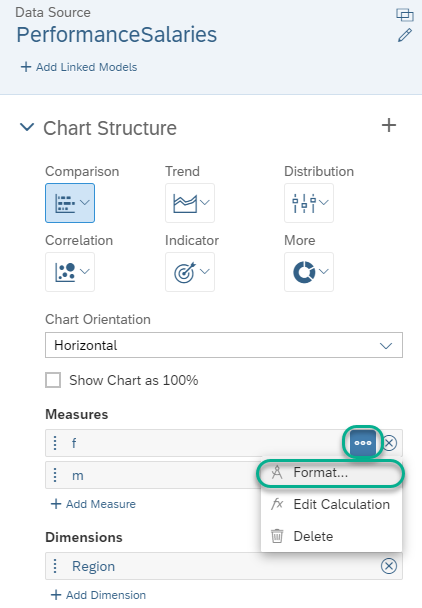 Data Source
PerformanceSalaries
+ Add Linked Models
Chart Structure
Comparison Trend Distribution
Correlation Indicator More
Chart Orientation
Horizontal
Show Chart as 100%
Measures
f
Format...
m
Edit Calculation
+ Add Measure
Delete
Dimensions
Region
+ Add Dimension